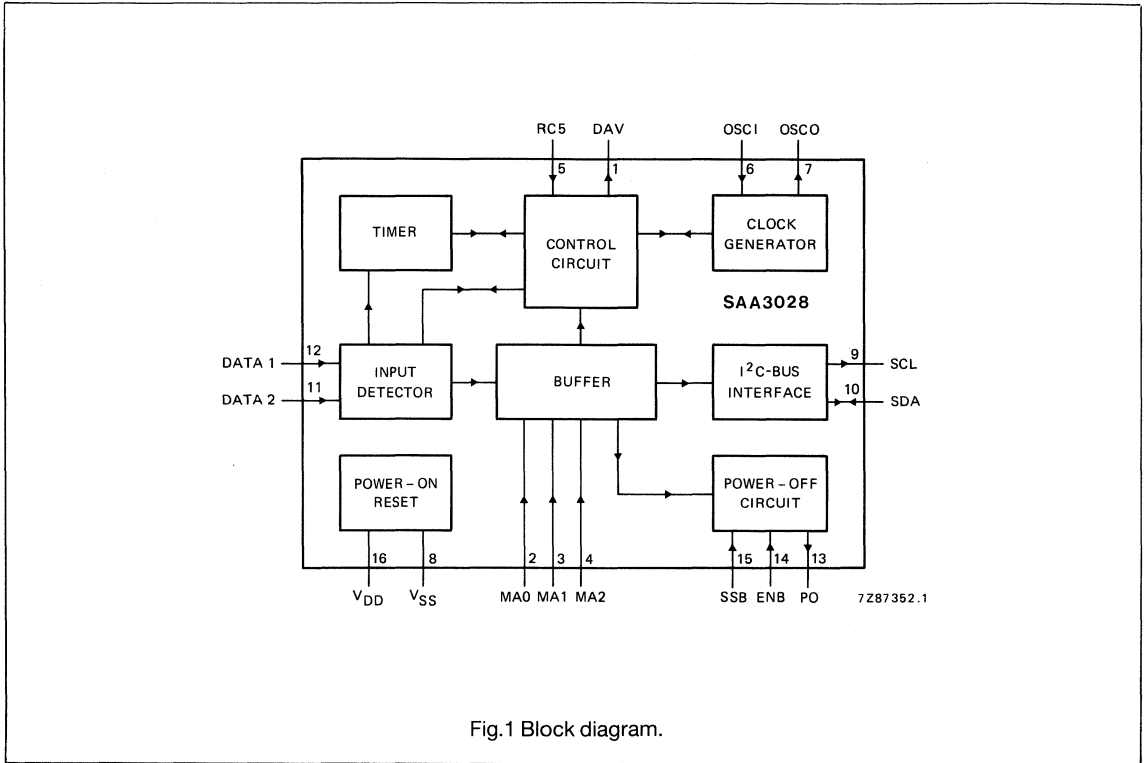 RC5 DAV OSCI OSCO
5 1 6 7
TIMER
CONTROL
CIRCUIT
CLOCK
GENERATOR
SAA3028
DATA 1
12
DATA 2
11
INPUT
DETECTOR
BUFFER
I²C-BUS
INTERFACE
9
SCL
10
SDA
POWER-ON
RESET
POWER-OFF
CIRCUIT
16 8 2 3 4 15 14 13
VDD VSS MA0 MA1 MA2 SSB ENB PO 7Z87352.1
Fig.1 Block diagram.